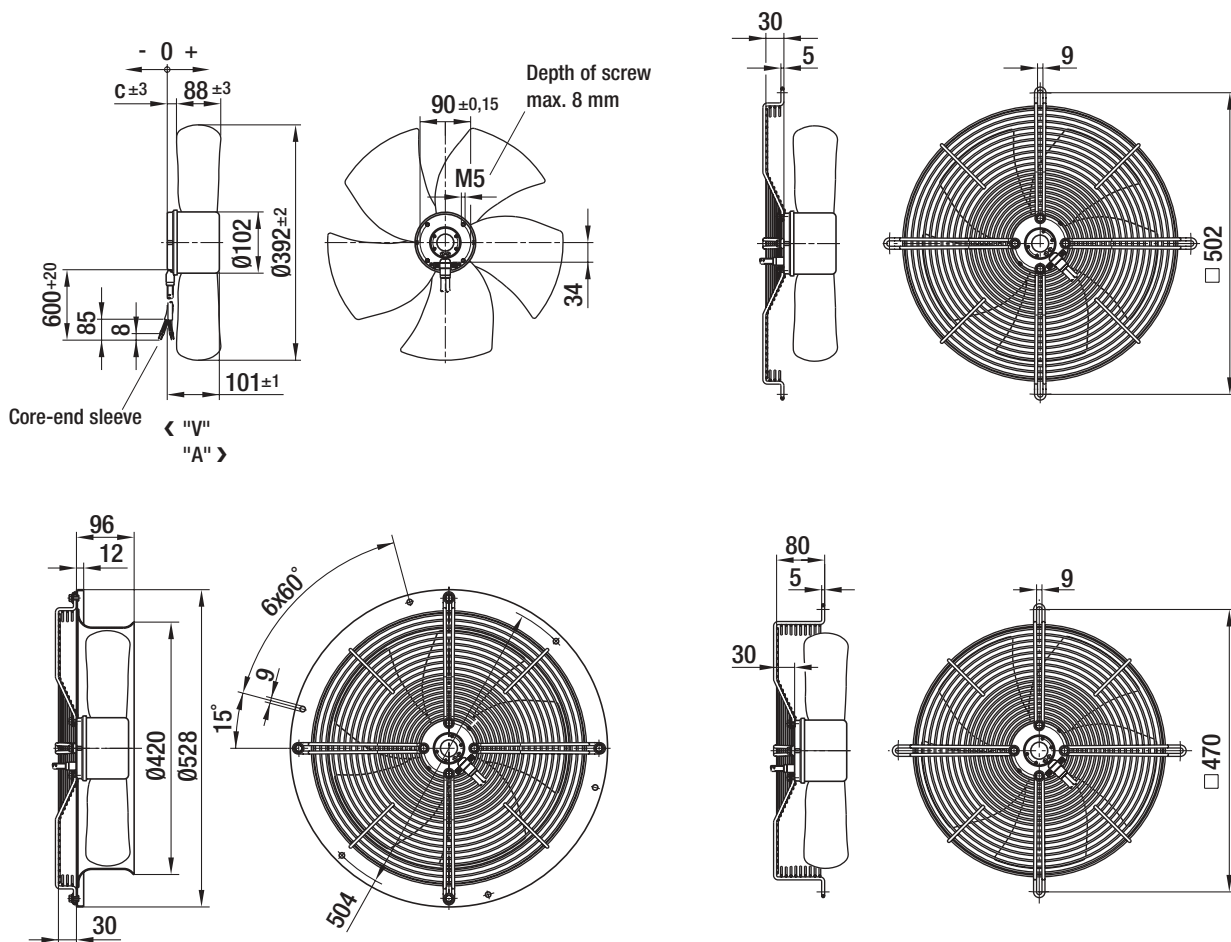 - 0 +
c±3
88±3
Ø392±2
Ø102
600+20
85
8
101±1
Core-end sleeve
‹ "V"
"A" ›
90±0,15
Depth of screw
max. 8 mm
M5
34
30
5
9
□ 502
96
12
Ø420
Ø528
30
6x60°
9
15°
504
80
5
30
9
□ 470